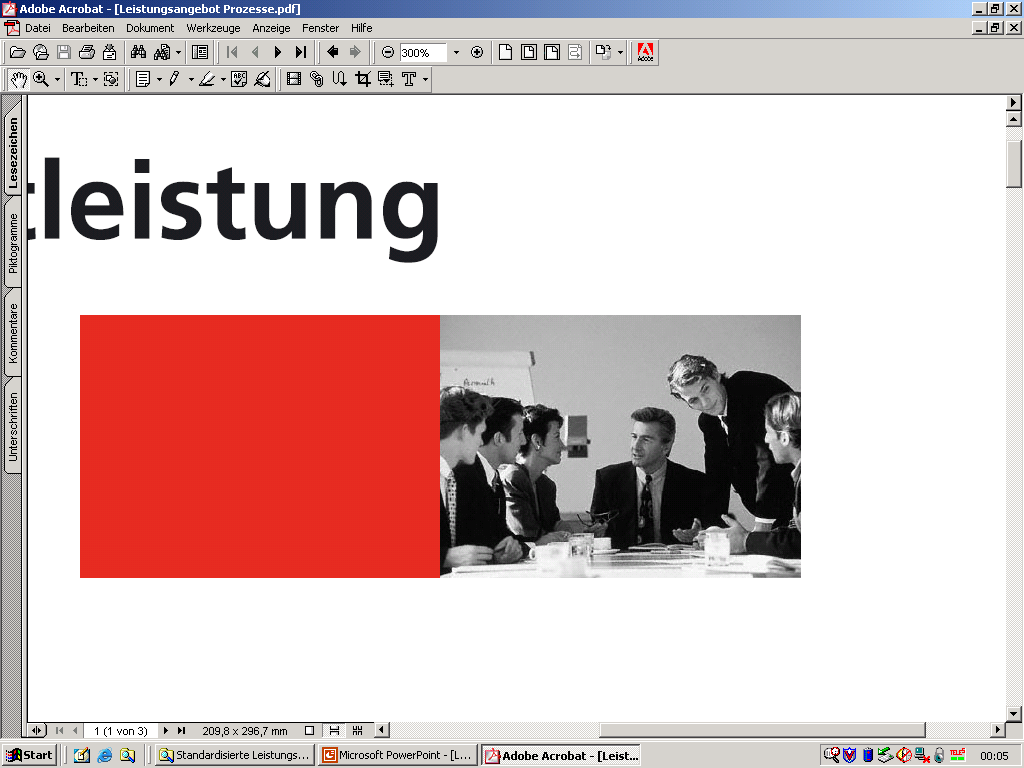 Adobe Acrobat - [Leistungsangebot Prozesse.pdf]
Datei Bearbeiten Dokument Werkzeuge Anzeige Fenster Hilfe
300%
Adobe
Lesezeichen
Piktogramme
Kommentare
Unterschriften
tleistung
1 (1 von 3)
209,8 x 296,7 mm
Start
Standardisierte Leistungs...
Microsoft PowerPoint - [L...
Adobe Acrobat - [Leist...
00:05